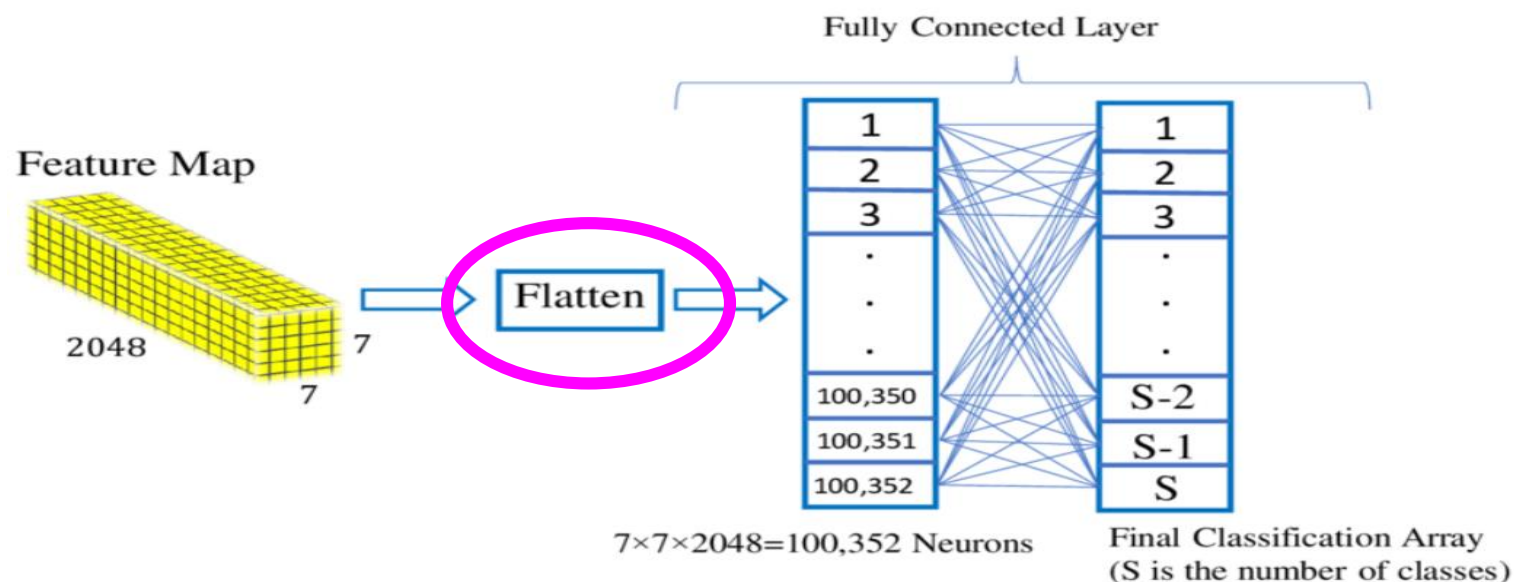 Fully Connected Layer
Feature Map
2048
7
7
Flatten
1
2
3
.
.
.
100,350
100,351
100,352
1
2
3
.
.
.
S-2
S-1
S
7×7×2048=100,352 Neurons
Final Classification Array
(S is the number of classes)